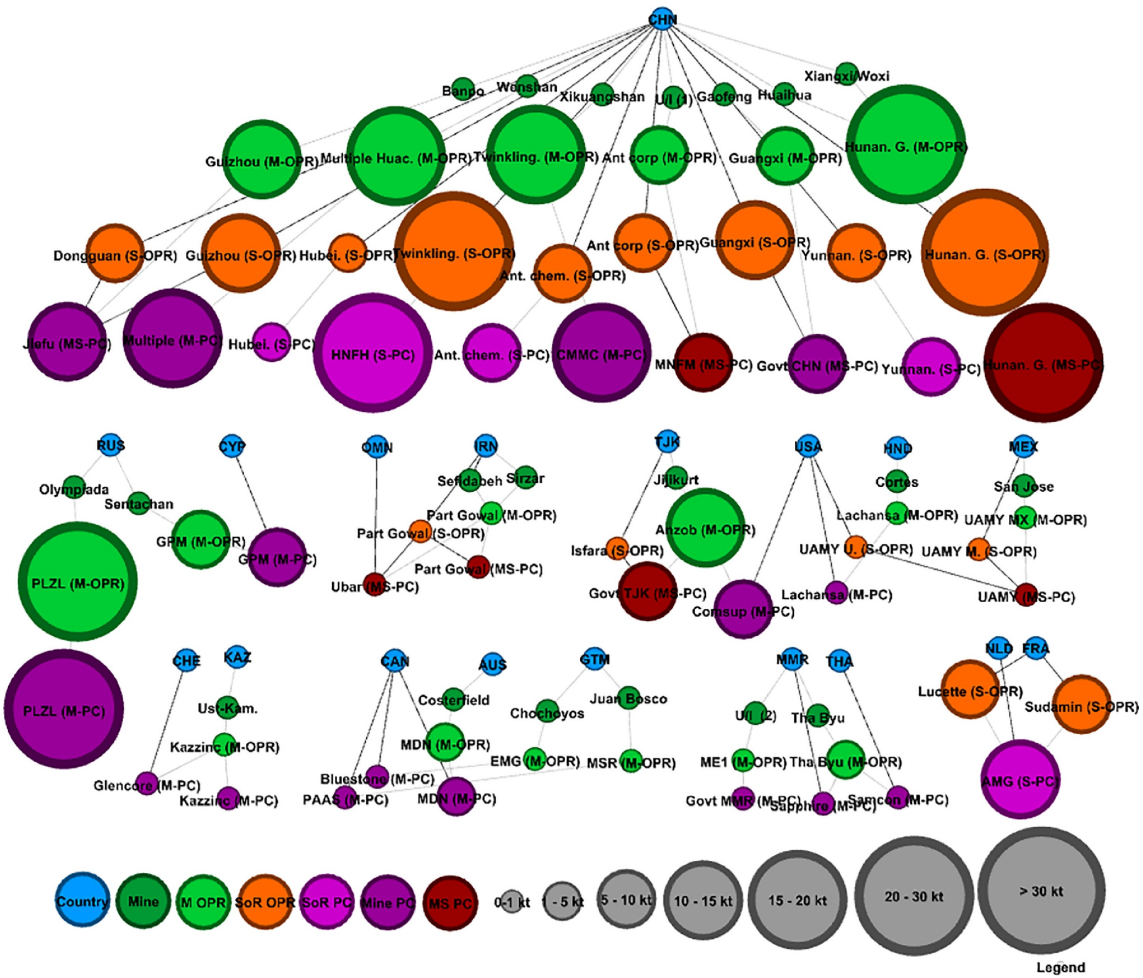 CHN
Xiangxi/Woxi
Banpo
Wenshan
Xikuangshan
U/I (1)
Gaofeng
Huaihua
Guizhou (M-OPR)
Multiple Huac. (M-OPR)
Twinkling. (M-OPR)
Ant corp (M-OPR)
Guangxi (M-OPR)
Hunan. G. (M-OPR)
Dongguan (S-OPR)
Guizhou (S-OPR)
Hubei. (S-OPR)
Twinkling. (S-OPR)
Ant. chem. (S-OPR)
Ant corp (S-OPR)
Guangxi (S-OPR)
Yunnan. (S-OPR)
Hunan. G. (S-OPR)
Jiefu (MS-PC)
Multiple (M-PC)
Hubei. (S-PC)
HNFH (S-PC)
Ant. chem. (S-PC)
CMMC (M-PC)
MNFM (MS-PC)
Govt CHN (MS-PC)
Yunnan. (S-PC)
Hunan. G. (MS-PC)
RUS
CYP
OMN
IRN
TJK
USA
HND
MEX
Olympiada
Sentachan
Sefidabeh
Sirzar
Jijikurt
Cortes
San Jose
GPM (M-OPR)
GPM (M-PC)
Part Gowal (M-OPR)
Part Gowal (S-OPR)
Anzob (M-OPR)
Lachansa (M-OPR)
UAMY MX (M-OPR)
Isfara (S-OPR)
UAMY U. (S-OPR)
UAMY M. (S-OPR)
PLZL (M-OPR)
Ubar (MS-PC)
Part Gowal (MS-PC)
Govt TJK (MS-PC)
Comsup (M-PC)
Lachansa (M-PC)
UAMY (MS-PC)
CHE
KAZ
CAN
AUS
GTM
MMR
THA
NLD
FRA
PLZL (M-PC)
Ust-Kam.
Costerfield
Chochoyos
Juan Bosco
U/I (2)
Tha Byu
Lucette (S-OPR)
Sudamin (S-OPR)
Kazzinc (M-OPR)
MDN (M-OPR)
EMG (M-OPR)
MSR (M-OPR)
ME1 (M-OPR)
Tha Byu (M-OPR)
Glencore (M-PC)
Kazzinc (M-PC)
Bluestone (M-PC)
PAAS (M-PC)
MDN (M-PC)
Govt MMR (M-PC)
Sapphire (M-PC)
Samcon (M-PC)
AMG (S-PC)
Country
Mine
M OPR
SoR OPR
SoR PC
Mine PC
MS PC
0-1 kt
1 - 5 kt
5 - 10 kt
10 - 15 kt
15 - 20 kt
20 - 30 kt
> 30 kt
Legend